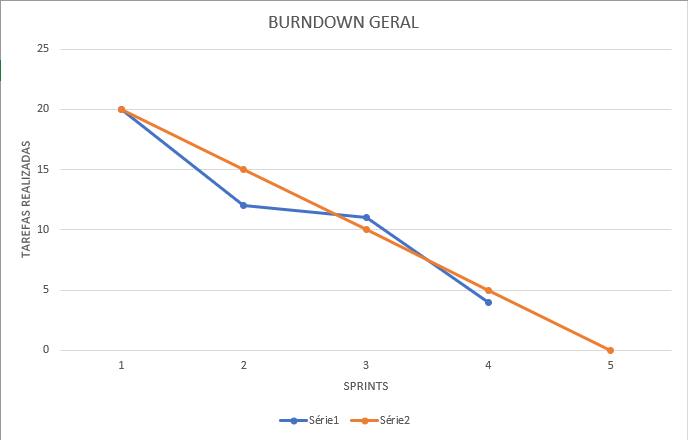 BURNDOWN GERAL
25
20
15
10
5
0
TAREFAS REALIZADAS
1 2 3 4 5
SPRINTS
Série1 Série2